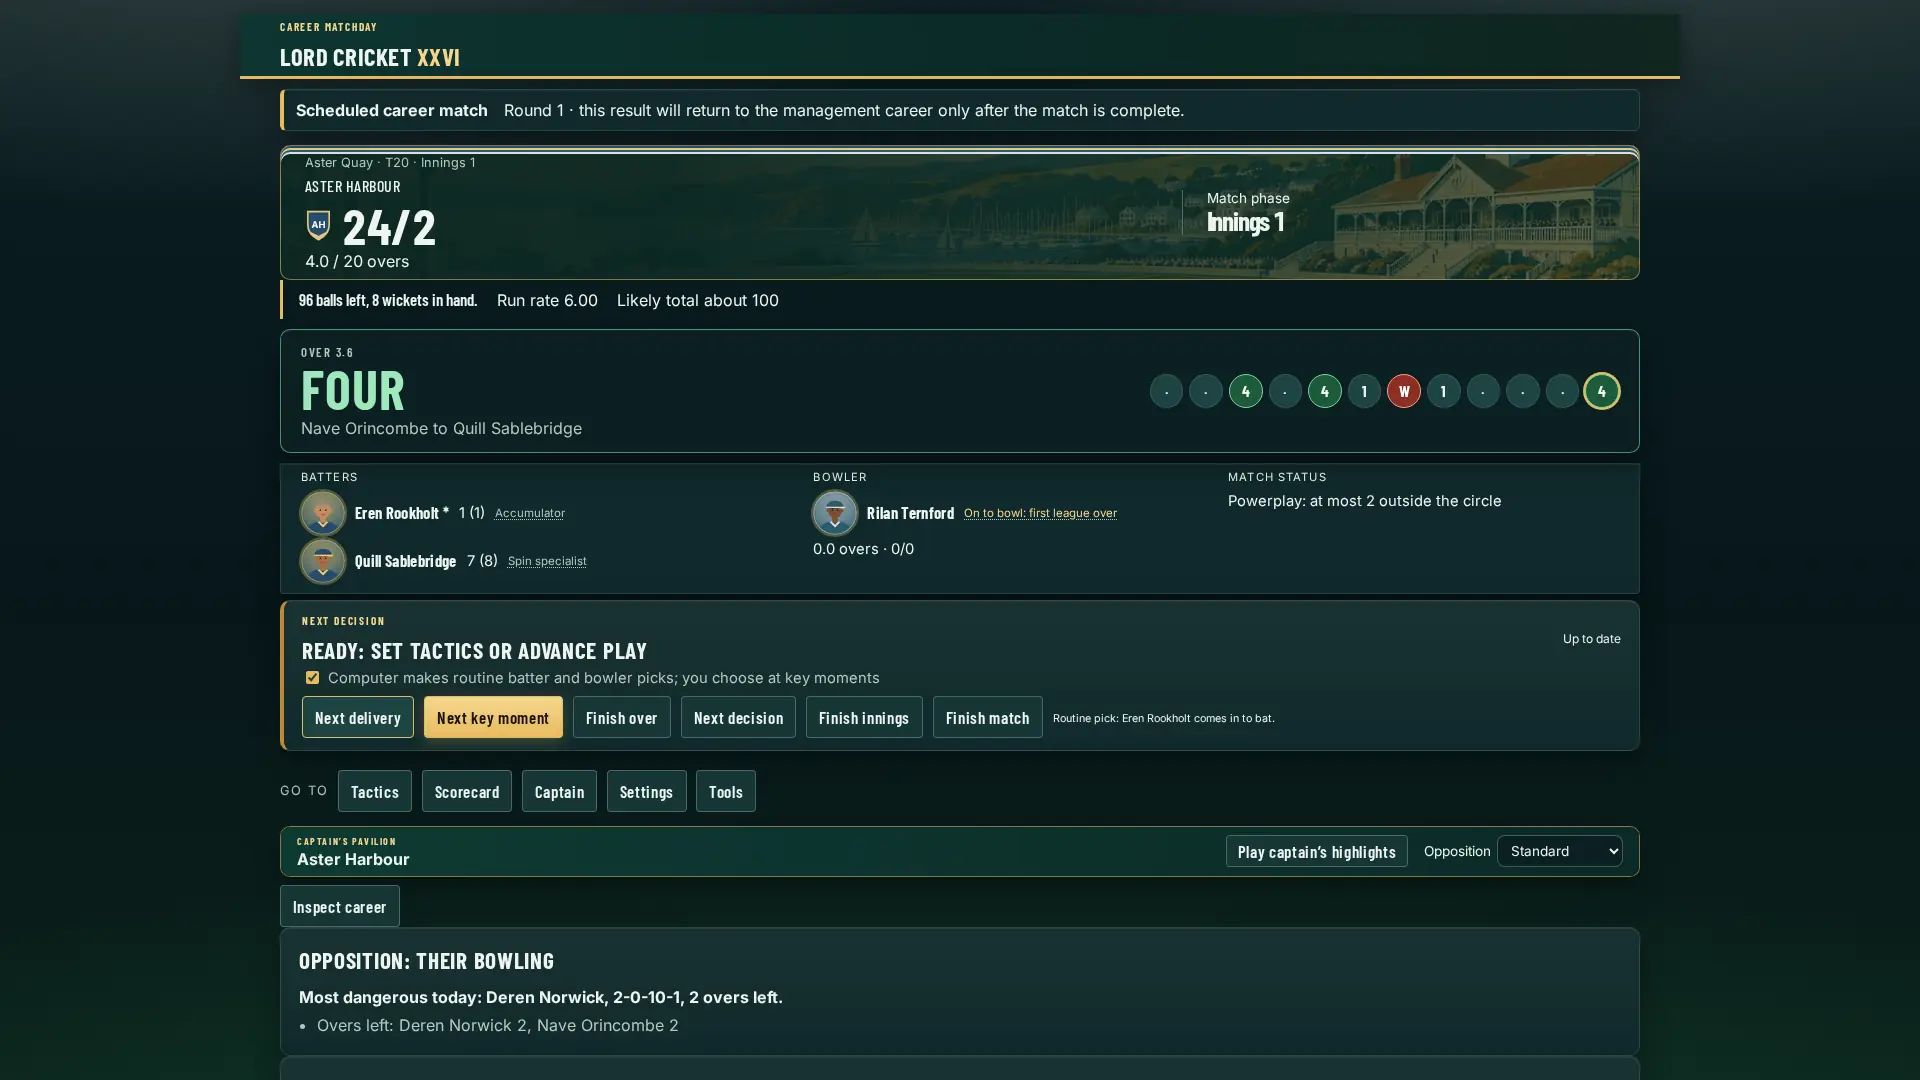 CAREER MATCHDAY
LORD CRICKET XXVI
Scheduled career match Round 1 · this result will return to the management career only after the match is complete.
Aster Quay · T20 · Innings 1
ASTER HARBOUR
AH 24/2
4.0 / 20 overs
Match phase
Innings 1
96 balls left, 8 wickets in hand. Run rate 6.00 Likely total about 100
OVER 3.6
FOUR
Nave Orincombe to Quill Sablebridge
· · 4 · 4 1 W 1 · · · 4
BATTERS
Eren Rookholt * 1 (1) Accumulator
Quill Sablebridge 7 (8) Spin specialist
BOWLER
Rilan Ternford On to bowl: first league over
0.0 overs · 0/0
MATCH STATUS
Powerplay: at most 2 outside the circle
NEXT DECISION
READY: SET TACTICS OR ADVANCE PLAY
Up to date
Computer makes routine batter and bowler picks; you choose at key moments
Next delivery Next key moment Finish over Next decision Finish innings Finish match Routine pick: Eren Rookholt comes in to bat.
GO TO Tactics Scorecard Captain Settings Tools
CAPTAIN'S PAVILION
Aster Harbour
Play captain's highlights Opposition Standard
Inspect career
OPPOSITION: THEIR BOWLING
Most dangerous today: Deren Norwick, 2-0-10-1, 2 overs left.
• Overs left: Deren Norwick 2, Nave Orincombe 2